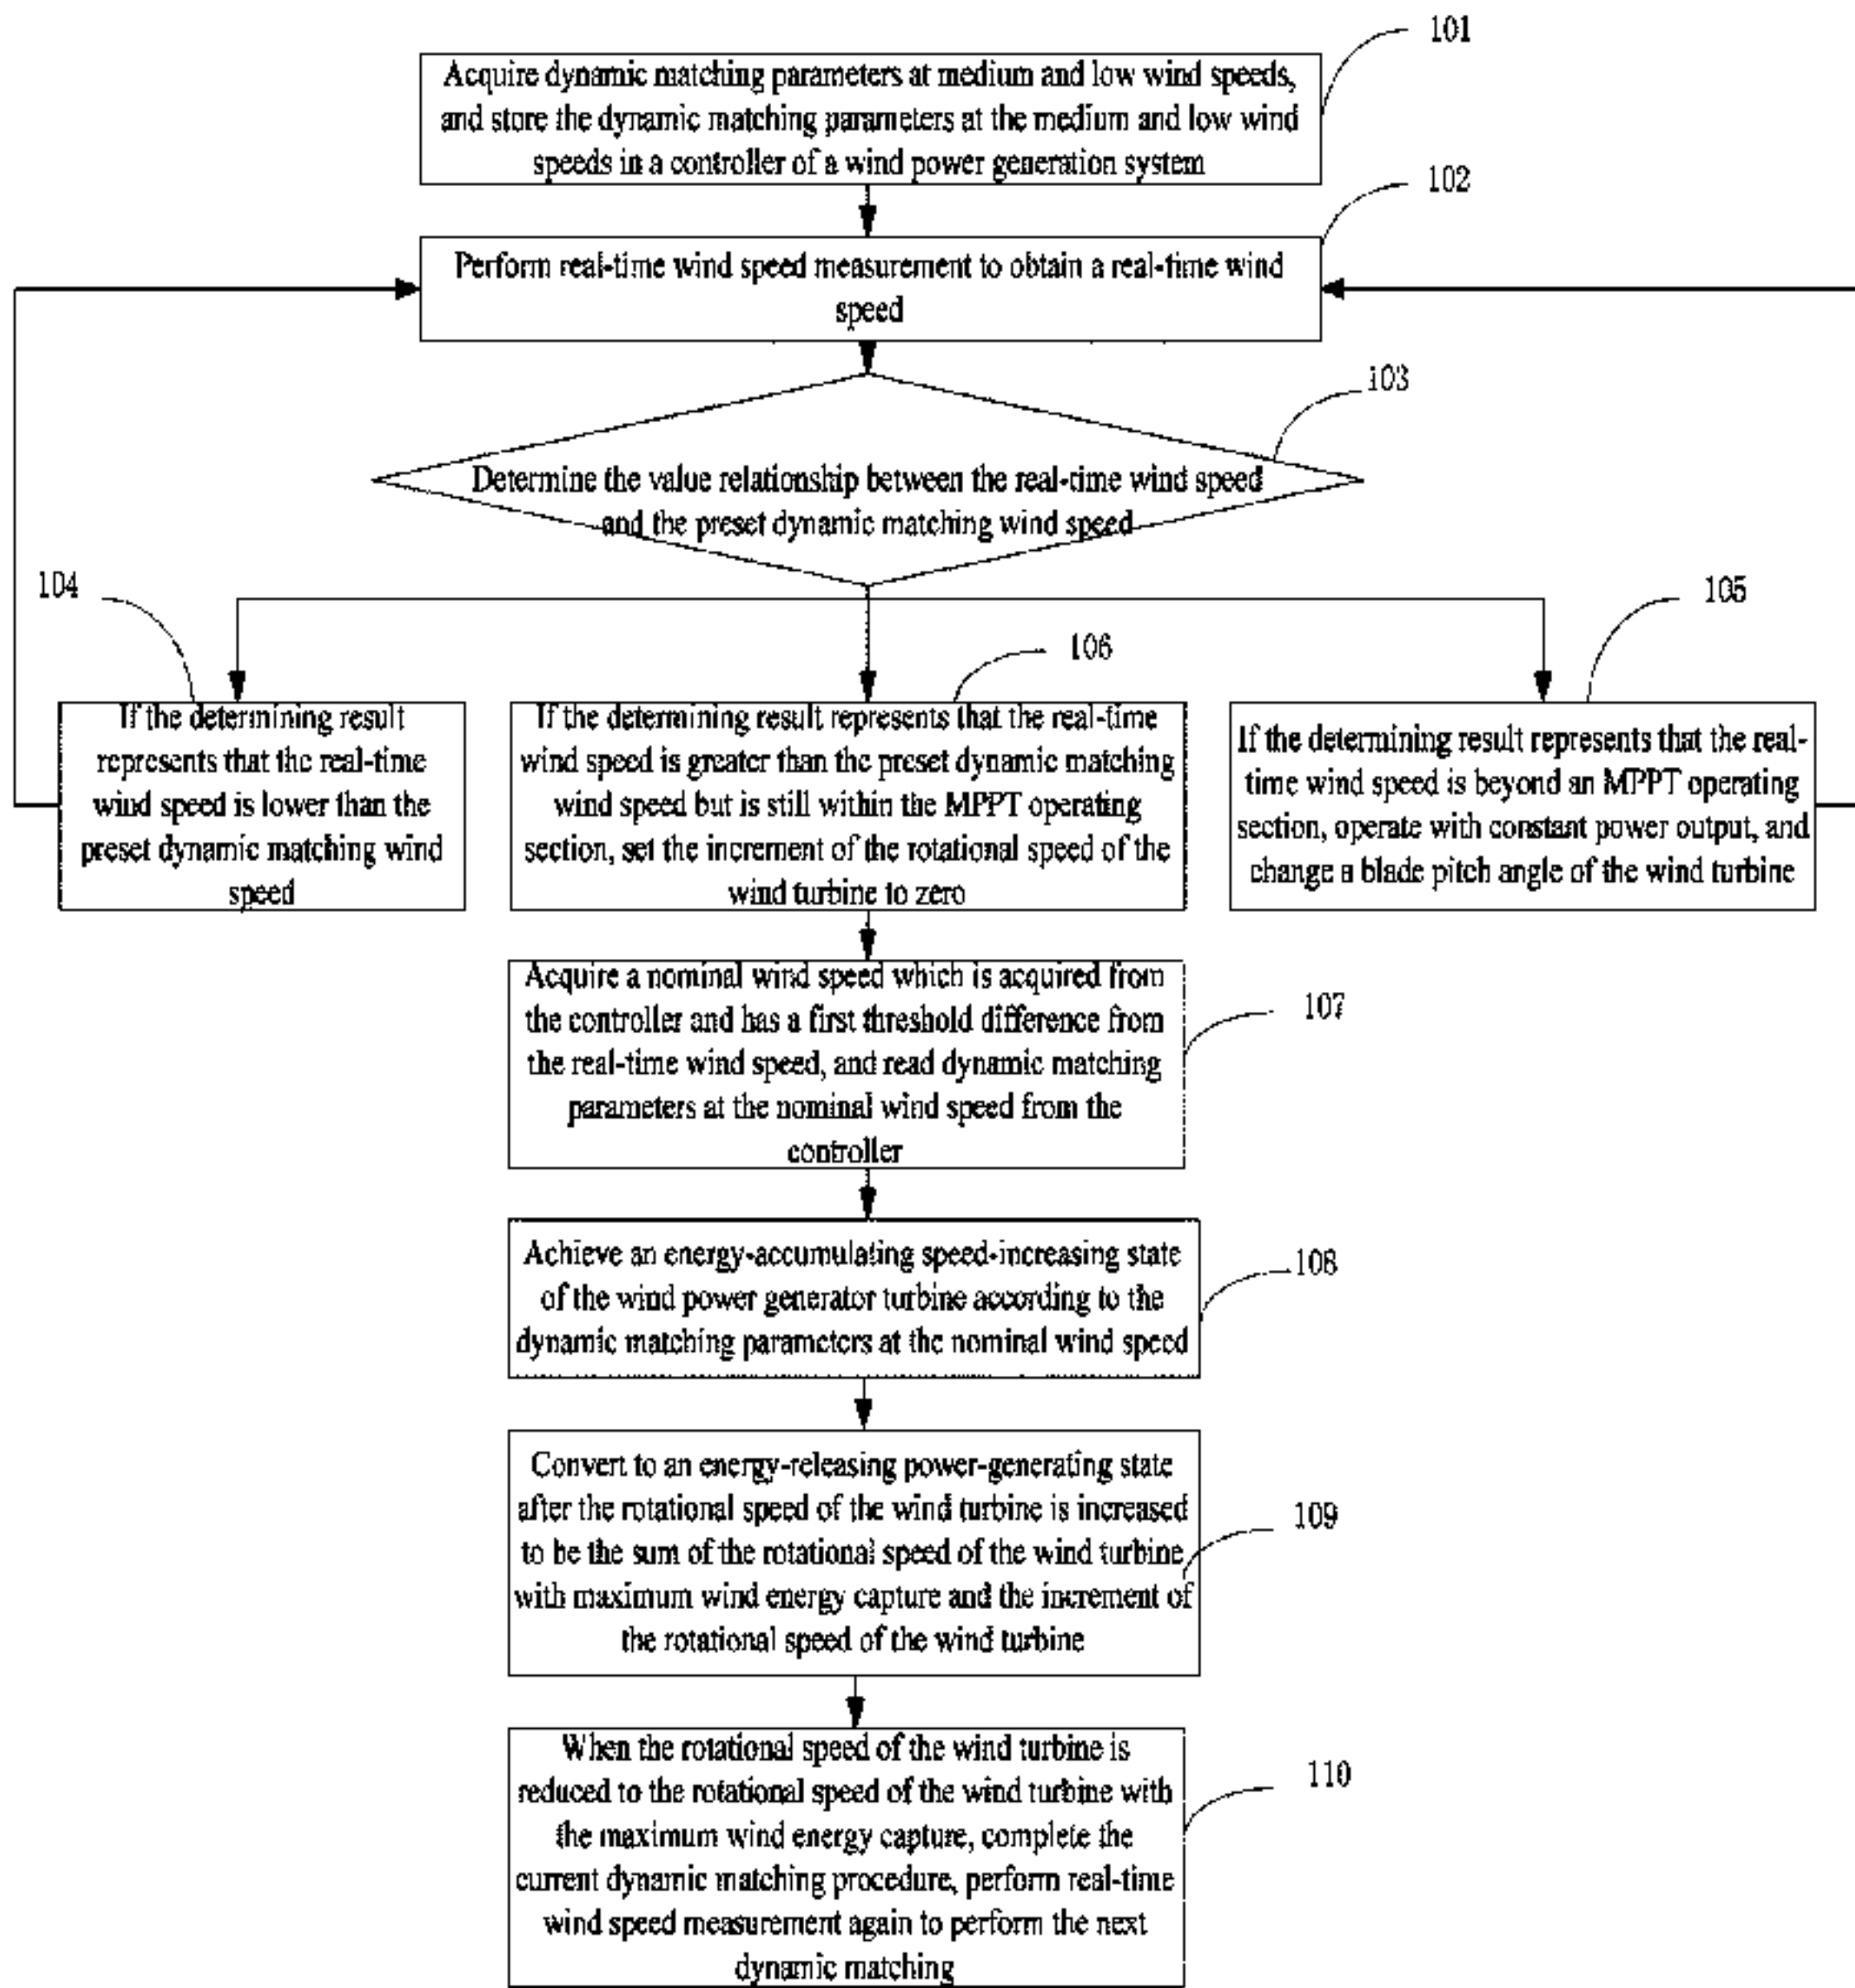 101
Acquire dynamic matching parameters at medium and low wind speeds,
and store the dynamic matching parameters at the medium and low wind
speeds in a controller of a wind power generation system
102
Perform real-time wind speed measurement to obtain a real-time wind
speed
103
Determine the value relationship between the real-time wind speed
and the preset dynamic matching wind speed
104
If the determining result
represents that the real-time
wind speed is lower than the
preset dynamic matching wind
speed
106
If the determining result represents that the real-time
wind speed is greater than the preset dynamic matching
wind speed but is still within the MPPT operating
section, set the increment of the rotational speed of the
wind turbine to zero
105
If the determining result represents that the real-
time wind speed is beyond an MPPT operating
section, operate with constant power output, and
change a blade pitch angle of the wind turbine
Acquire a nominal wind speed which is acquired from
the controller and has a first threshold difference from
the real-time wind speed, and read dynamic matching
parameters at the nominal wind speed from the
controller
107
Achieve an energy-accumulating speed-increasing state
of the wind power generator turbine according to the
dynamic matching parameters at the nominal wind speed
108
Convert to an energy-releasing power-generating state
after the rotational speed of the wind turbine is increased
to be the sum of the rotational speed of the wind turbine
with maximum wind energy capture and the increment of
the rotational speed of the wind turbine
109
When the rotational speed of the wind turbine is
reduced to the rotational speed of the wind turbine with
the maximum wind energy capture, complete the
current dynamic matching procedure, perform real-time
wind speed measurement again to perform the next
dynamic matching
110